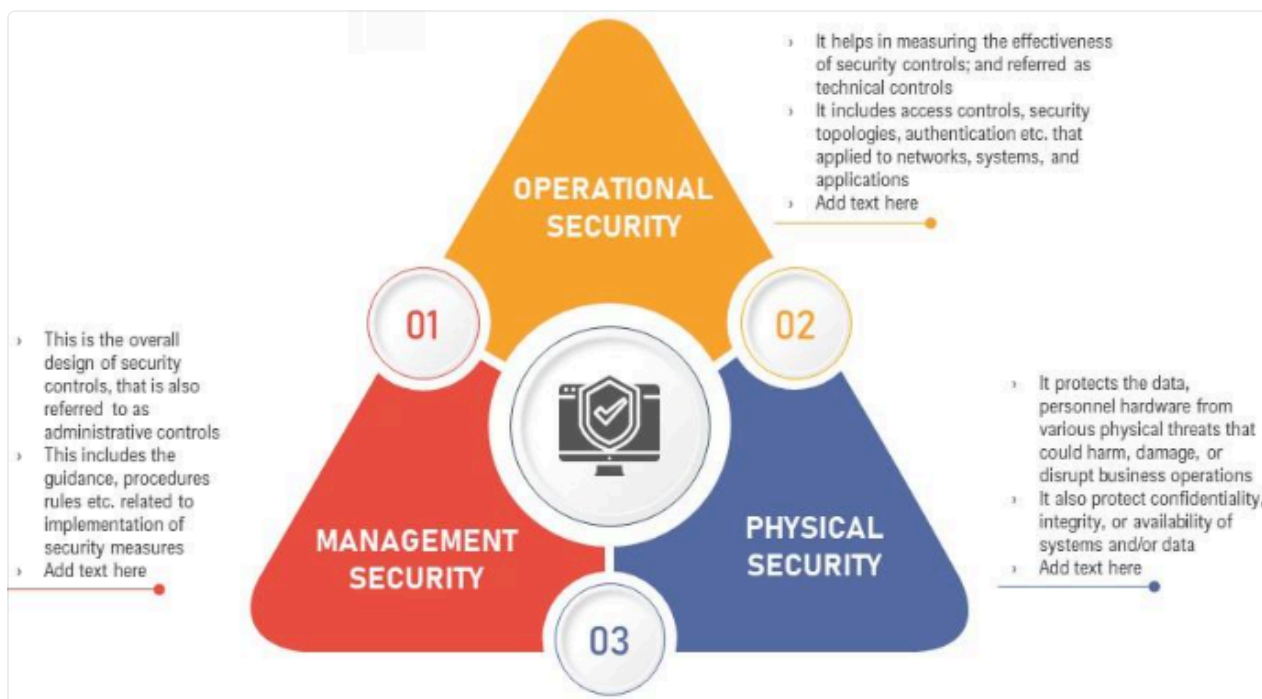 OPERATIONAL
SECURITY
› It helps in measuring the effectiveness
of security controls; and referred as
technical controls
› It includes access controls, security
topologies, authentication etc. that
applied to networks, systems, and
applications
› Add text here
01
02
› This is the overall
design of security
controls, that is also
referred to as
administrative controls
› This includes the
guidance, procedures
rules etc. related to
implementation of
security measures
› Add text here
MANAGEMENT
SECURITY
PHYSICAL
SECURITY
› It protects the data,
personnel hardware from
various physical threats that
could harm, damage, or
disrupt business operations
› It also protect confidentiality,
integrity, or availability of
systems and/or data
› Add text here
03